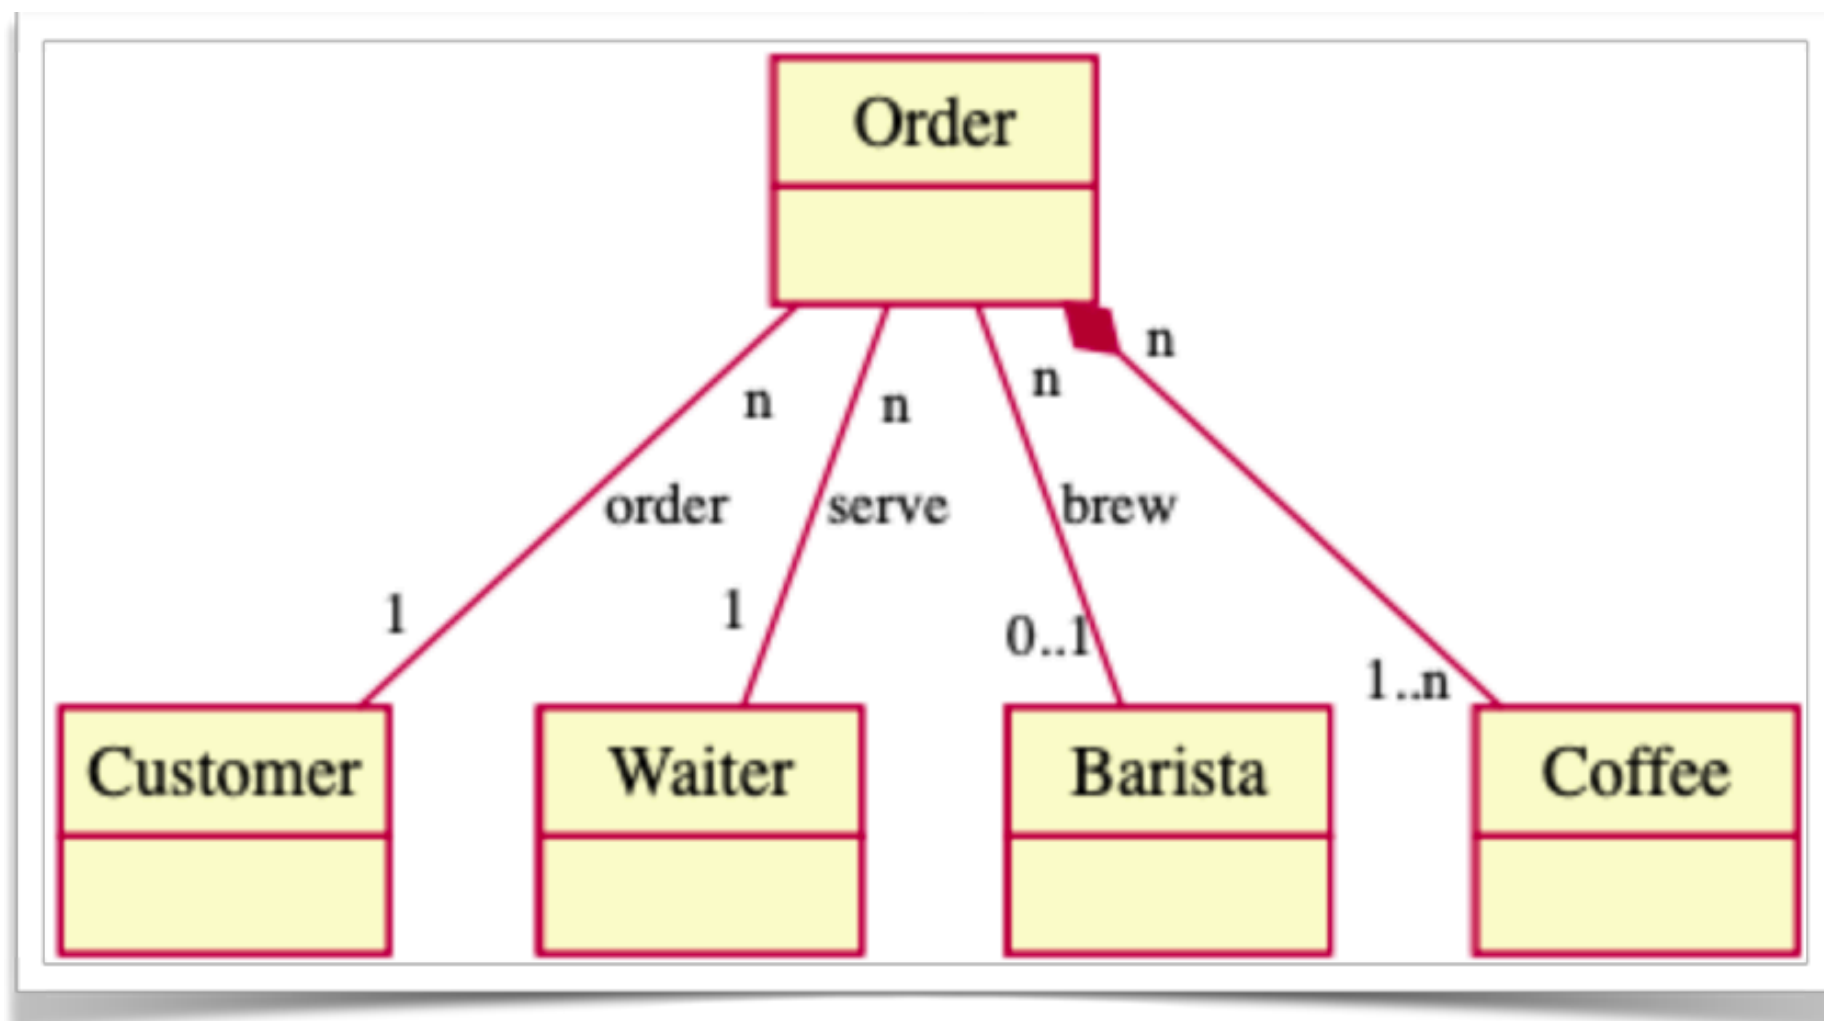 Order
n
n
n
n
order
serve
brew
1
1
0..1
1..n
Customer
Waiter
Barista
Coffee